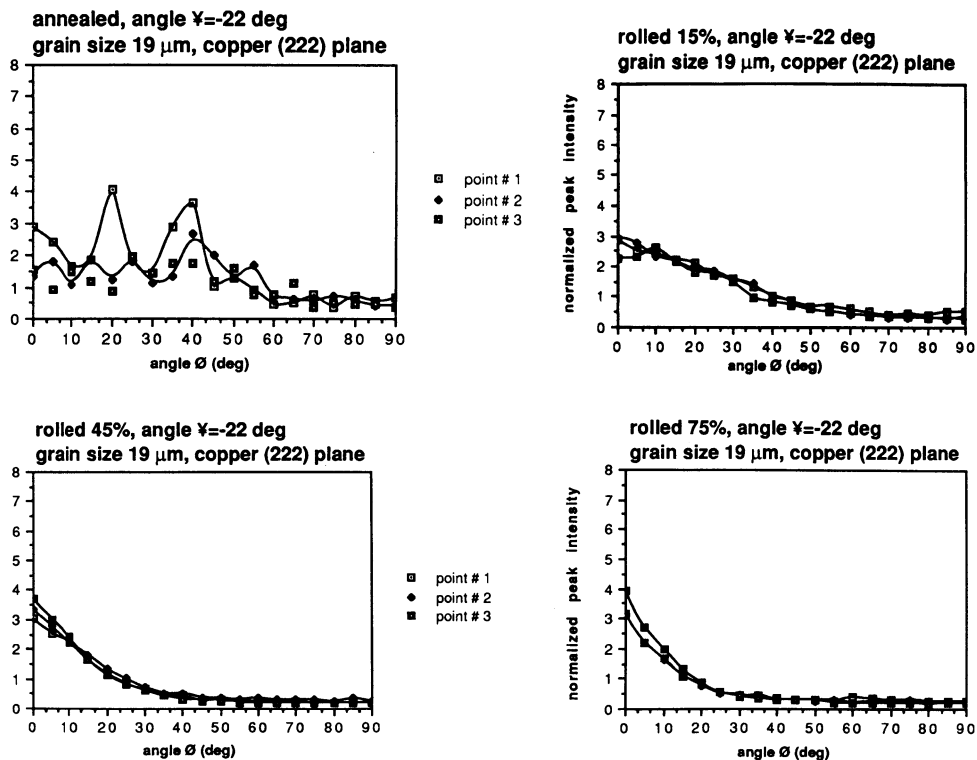 annealed, angle ¥=-22 deg
grain size 19 µm, copper (222) plane
8
7
6
5
4
3
2
1
0
0 10 20 30 40 50 60 70 80 90
angle Ø (deg)
point # 1
point # 2
point # 3
rolled 15%, angle ¥=-22 deg
grain size 19 µm, copper (222) plane
normalized peak intensity
8
7
6
5
4
3
2
1
0
0 10 20 30 40 50 60 70 80 90
angle Ø (deg)
rolled 45%, angle ¥=-22 deg
grain size 19 µm, copper (222) plane
8
7
6
5
4
3
2
1
0
0 10 20 30 40 50 60 70 80 90
angle Ø (deg)
point # 1
point # 2
point # 3
rolled 75%, angle ¥=-22 deg
grain size 19 µm, copper (222) plane
normalized peak intensity
8
7
6
5
4
3
2
1
0
0 10 20 30 40 50 60 70 80 90
angle Ø (deg)